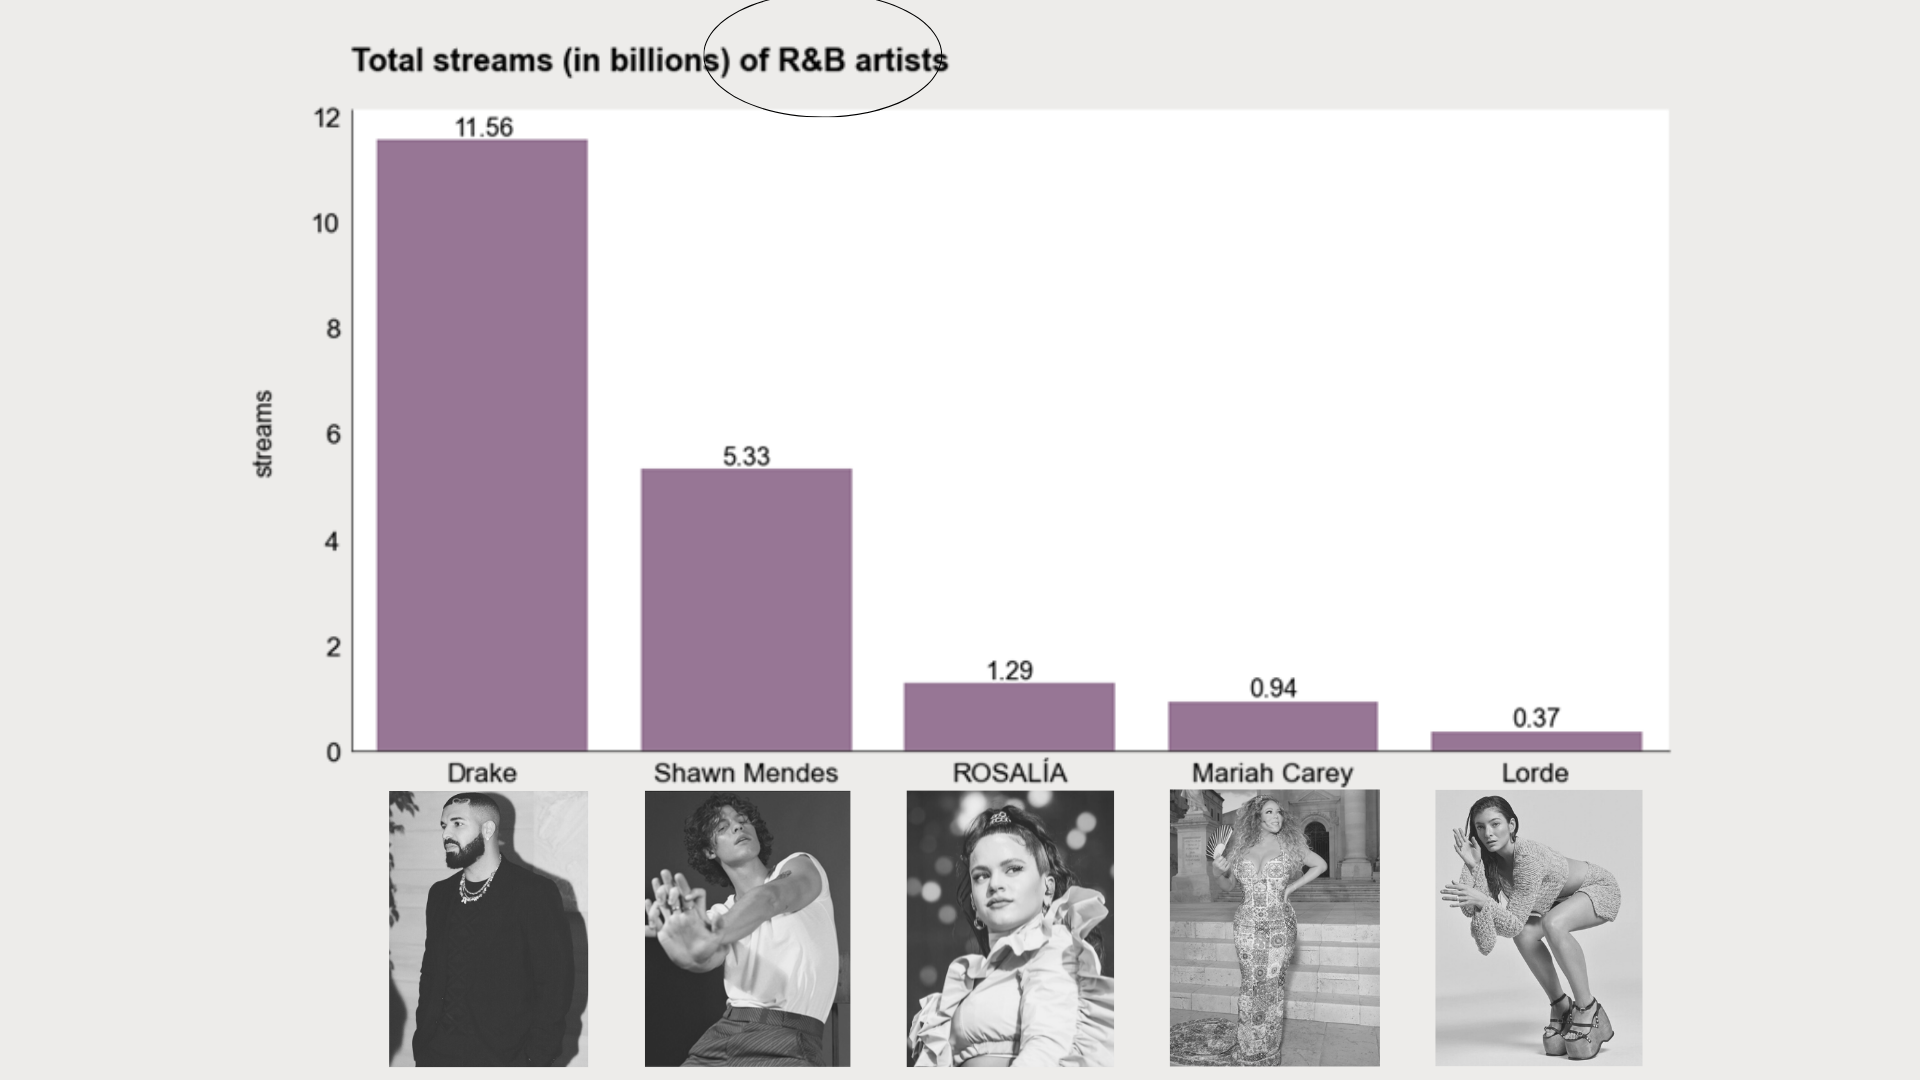 Total streams (in billions) of R&B artists
12
10
8
6
4
2
0
streams
11.56
5.33
1.29
0.94
0.37
Drake
Shawn Mendes
ROSALÍA
Mariah Carey
Lorde